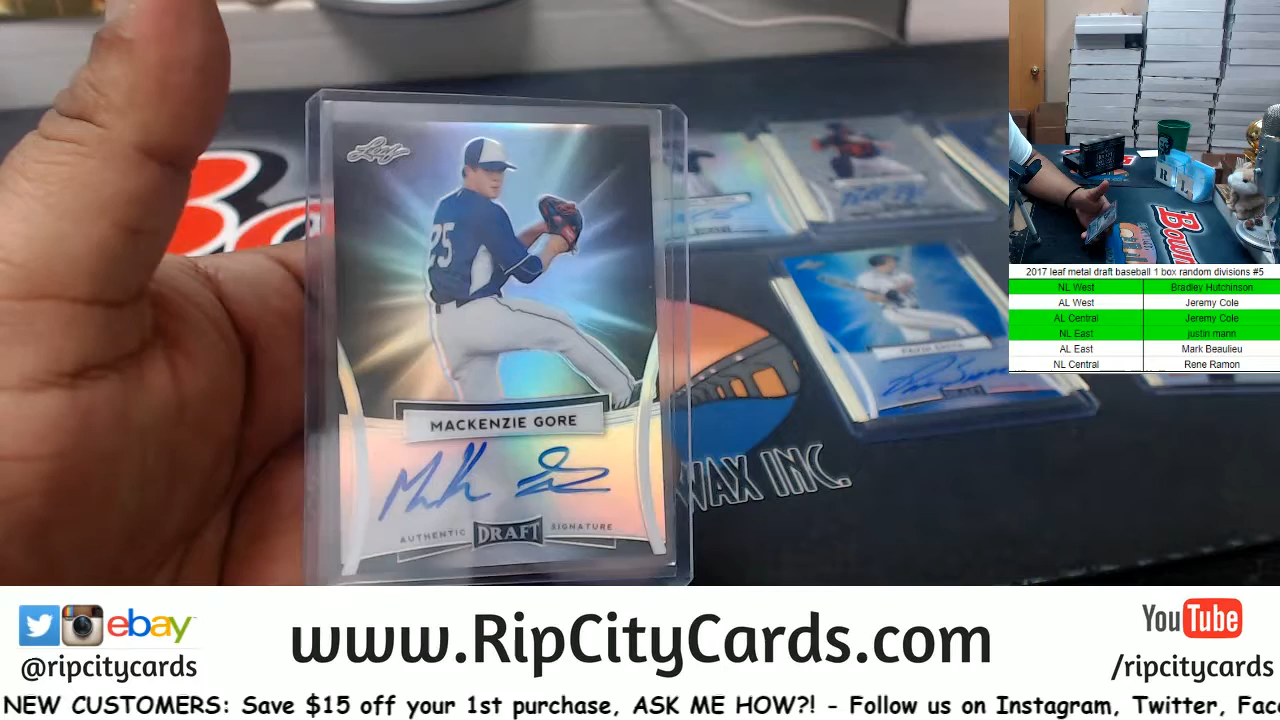 Leaf
25
MACKENZIE GORE
AUTHENTIC DRAFT SIGNATURE
WAX INC.
2017 leaf metal draft baseball 1 box random divisions #5
NL West Bradley Hutchinson
AL West Jeremy Cole
AL Central Jeremy Cole
NL East justin mann
AL East Mark Beaulieu
NL Central Rene Ramon
ebay
@ripcitycards
www.RipCityCards.com
YouTube
/ripcitycards
NEW CUSTOMERS: Save $15 off your 1st purchase, ASK ME HOW?! - Follow us on Instagram, Twitter, Fac